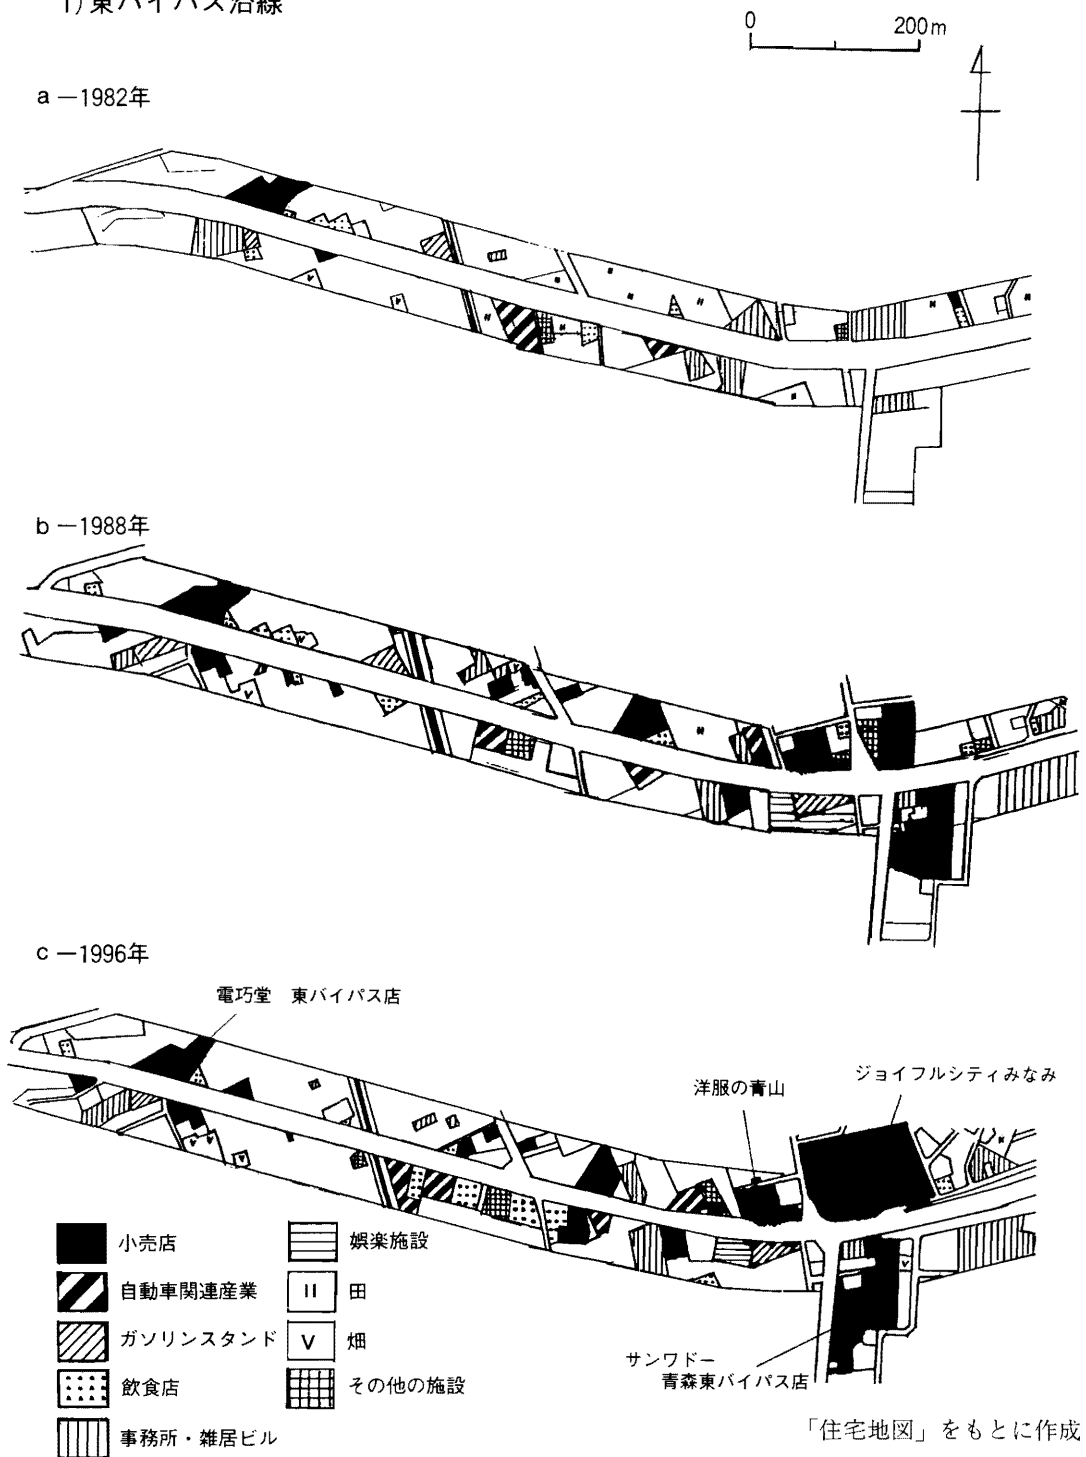 1) 東バイパス沿線
0 200m
a－1982年
b－1988年
c－1996年
電巧堂 東バイパス店
洋服の青山
ジョイフルシティみなみ
小売店
娯楽施設
自動車関連産業
田
ガソリンスタンド
畑
飲食店
その他の施設
事務所・雑居ビル
サンワドー
青森東バイパス店
「住宅地図」をもとに作成